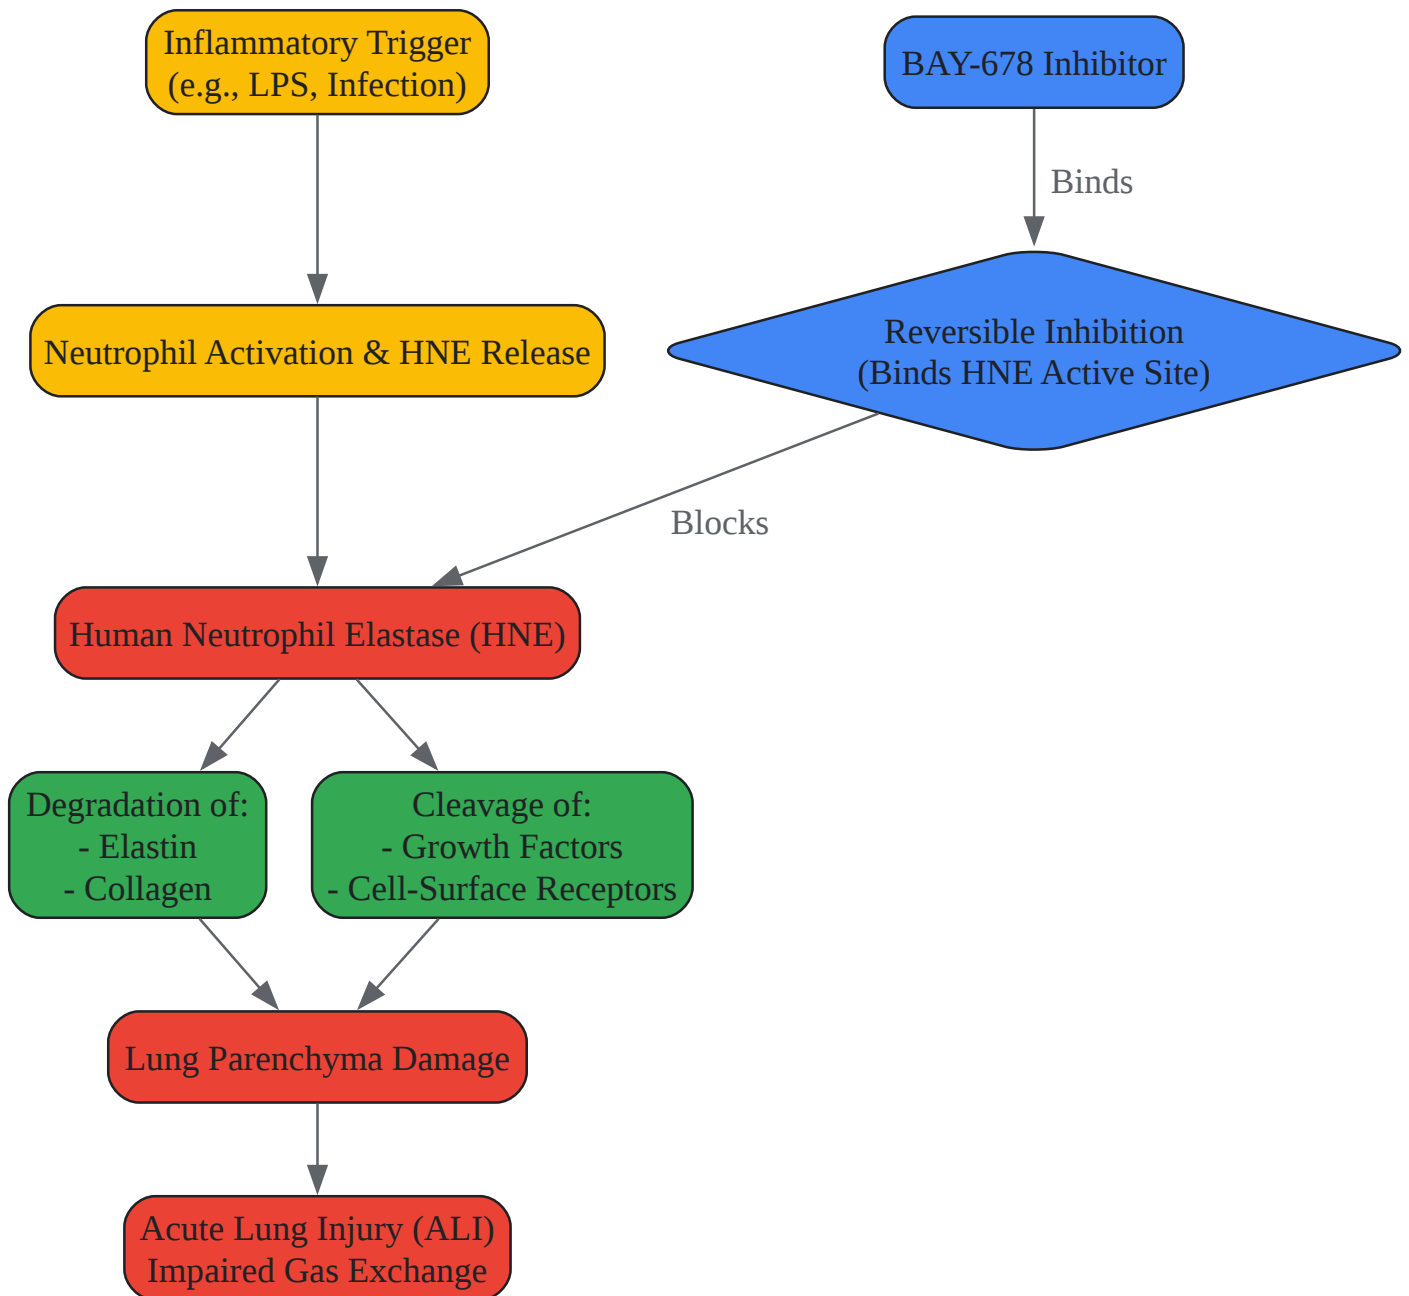 Inflammatory Trigger
(e.g., LPS, Infection)
BAY-678 Inhibitor
Binds
Neutrophil Activation & HNE Release
Reversible Inhibition
(Binds HNE Active Site)
Blocks
Human Neutrophil Elastase (HNE)
Degradation of:
- Elastin
- Collagen
Cleavage of:
- Growth Factors
- Cell-Surface Receptors
Lung Parenchyma Damage
Acute Lung Injury (ALI)
Impaired Gas Exchange